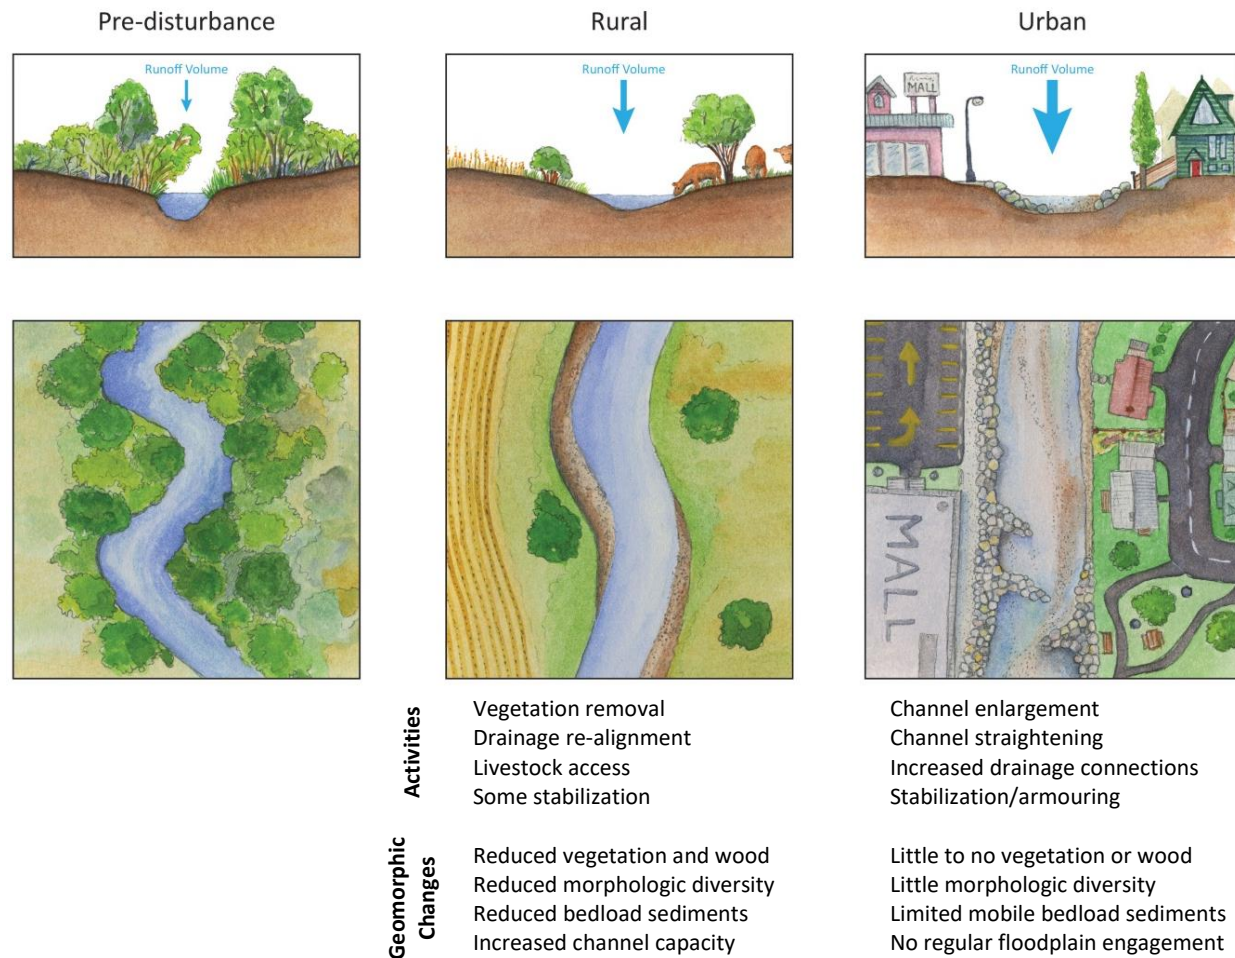 Pre-disturbance
Rural
Urban
Runoff Volume
Runoff Volume
Runoff Volume
MALL
MALL
Activities
Vegetation removal
Drainage re-alignment
Livestock access
Some stabilization
Channel enlargement
Channel straightening
Increased drainage connections
Stabilization/armouring
Geomorphic
Changes
Reduced vegetation and wood
Reduced morphologic diversity
Reduced bedload sediments
Increased channel capacity
Little to no vegetation or wood
Little morphologic diversity
Limited mobile bedload sediments
No regular floodplain engagement